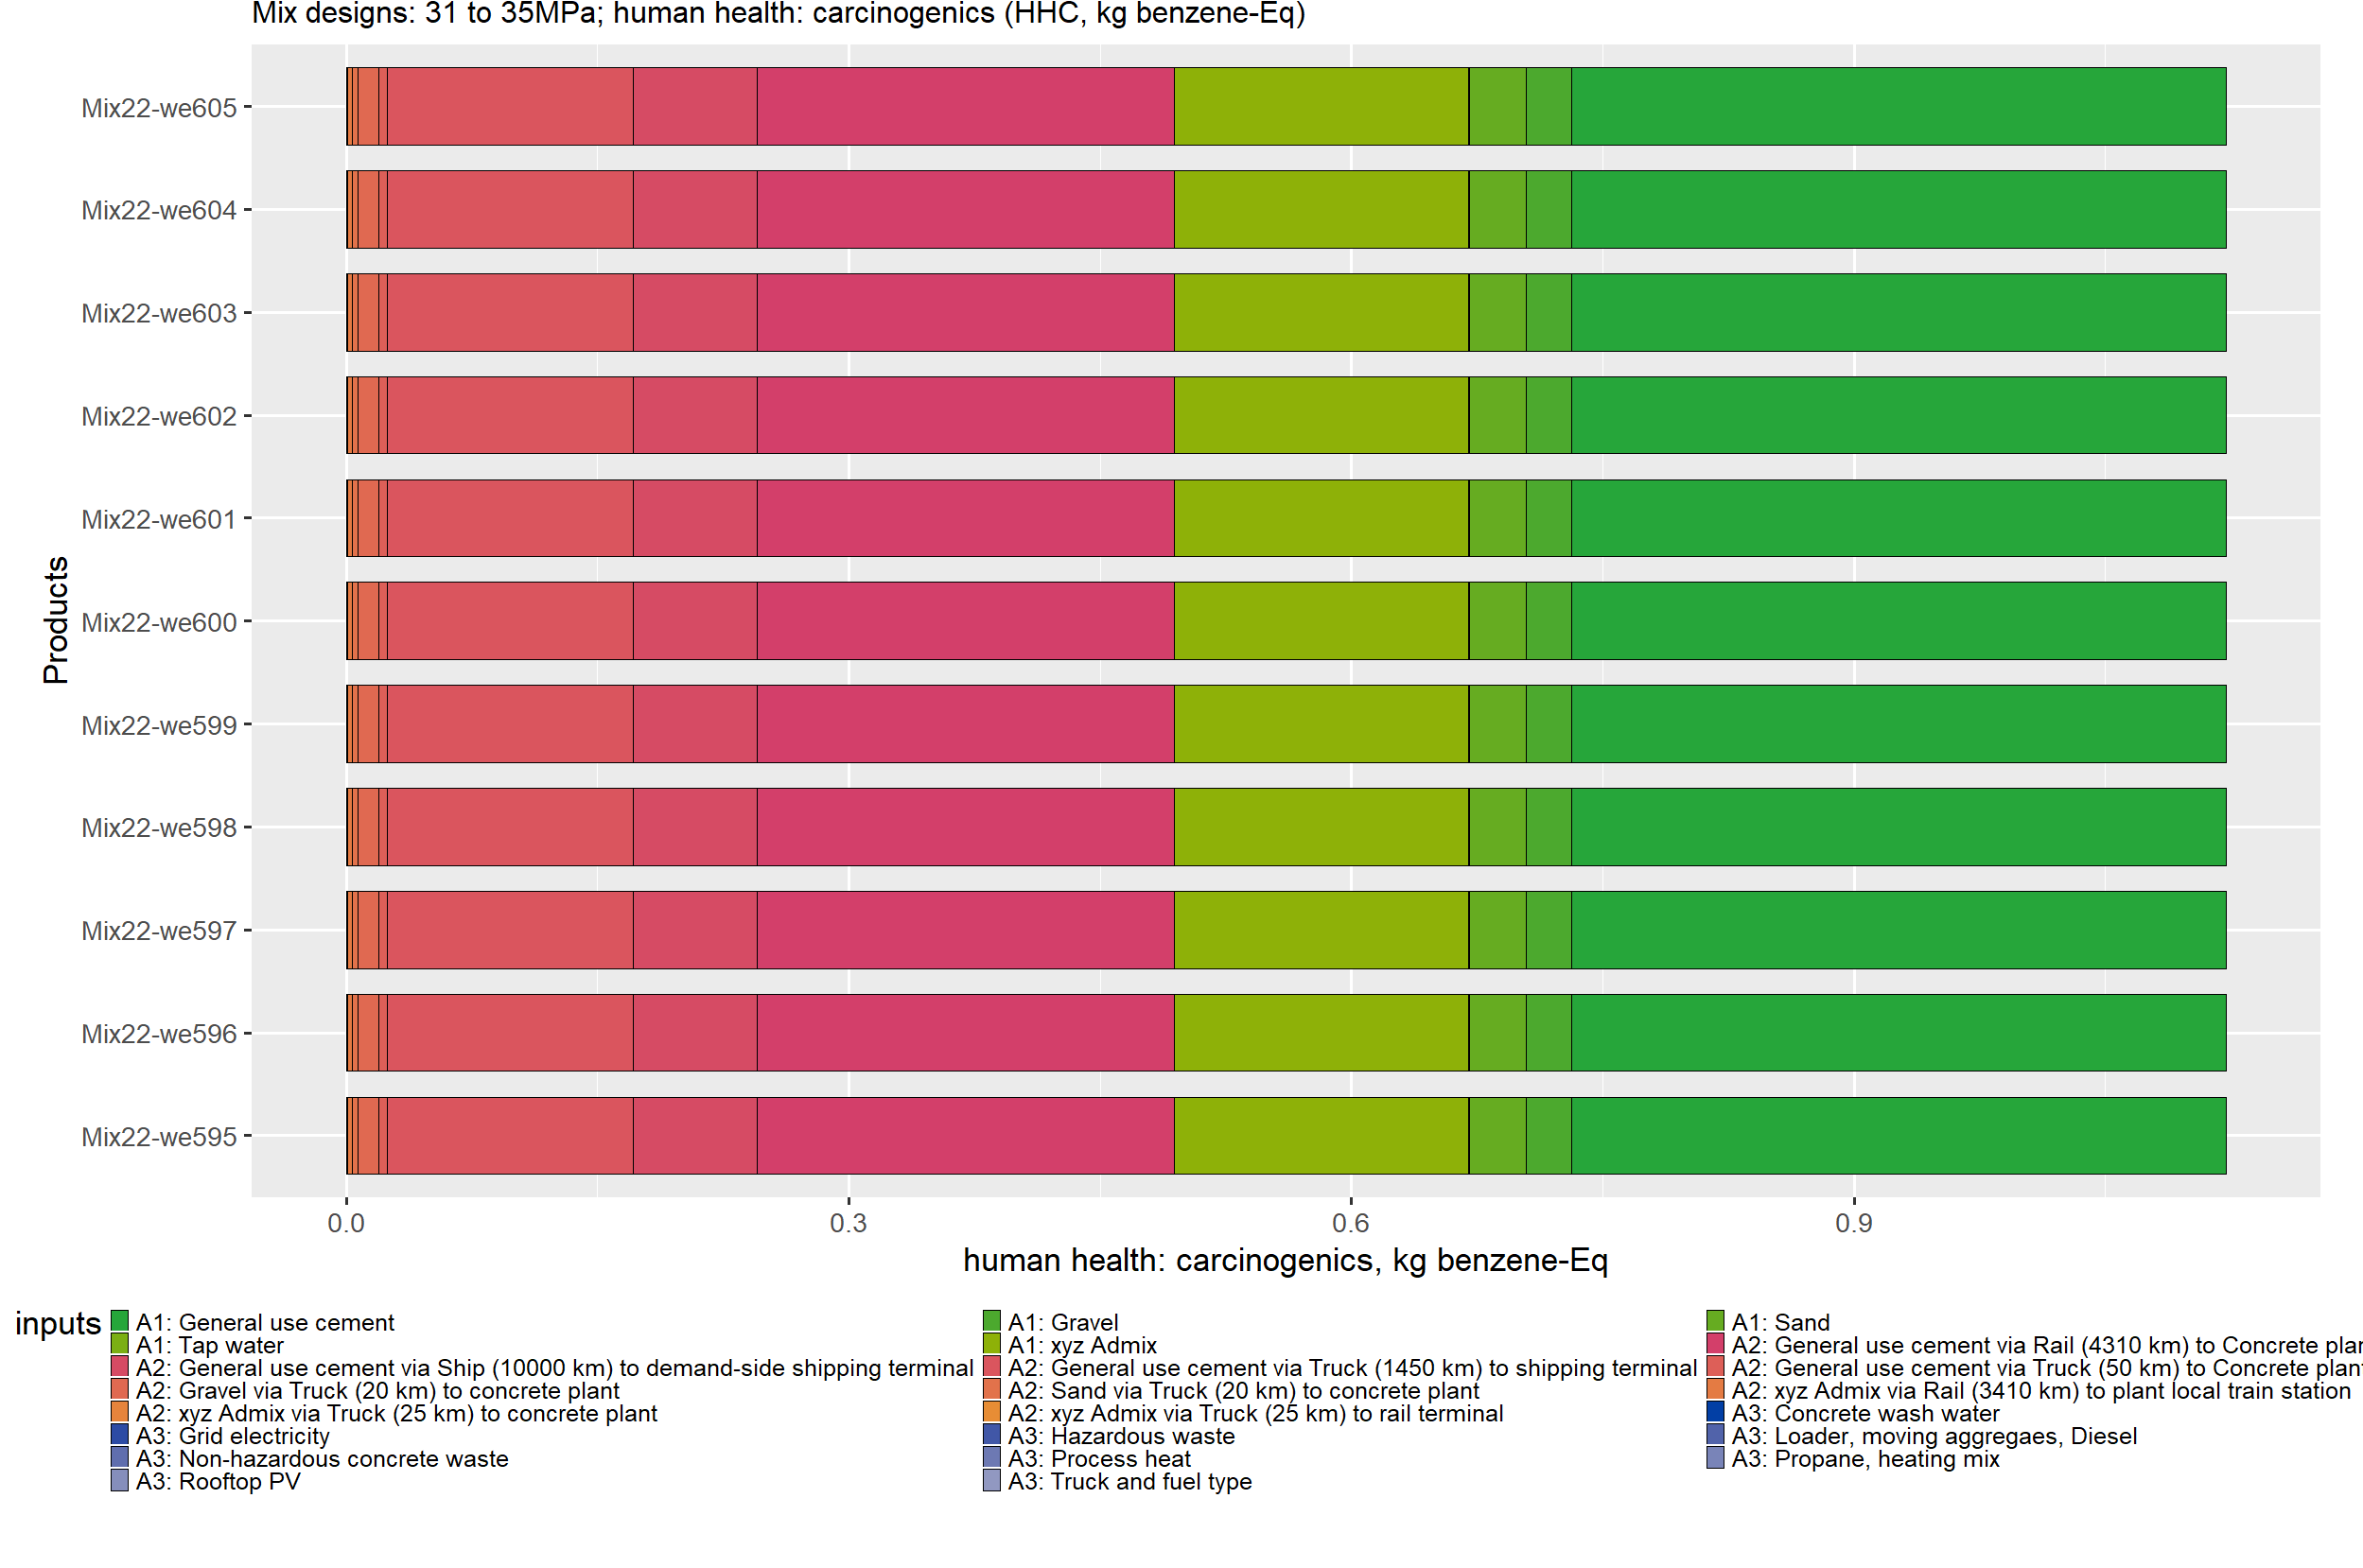 Mix designs: 31 to 35MPa; human health: carcinogenics (HHC, kg benzene-Eq)
Products
Mix22-we605
Mix22-we604
Mix22-we603
Mix22-we602
Mix22-we601
Mix22-we600
Mix22-we599
Mix22-we598
Mix22-we597
Mix22-we596
Mix22-we595
0.0 0.3 0.6 0.9
human health: carcinogenics, kg benzene-Eq
inputs
A1: General use cement A1: Gravel A1: Sand
A1: Tap water A1: xyz Admix A2: General use cement via Rail (4310 km) to Concrete plan
A2: General use cement via Ship (10000 km) to demand-side shipping terminal A2: General use cement via Truck (1450 km) to shipping terminal A2: General use cement via Truck (50 km) to Concrete plant
A2: Gravel via Truck (20 km) to concrete plant A2: Sand via Truck (20 km) to concrete plant A2: xyz Admix via Rail (3410 km) to plant local train station
A2: xyz Admix via Truck (25 km) to concrete plant A2: xyz Admix via Truck (25 km) to rail terminal A3: Concrete wash water
A3: Grid electricity A3: Hazardous waste A3: Loader, moving aggregaes, Diesel
A3: Non-hazardous concrete waste A3: Process heat A3: Propane, heating mix
A3: Rooftop PV A3: Truck and fuel type